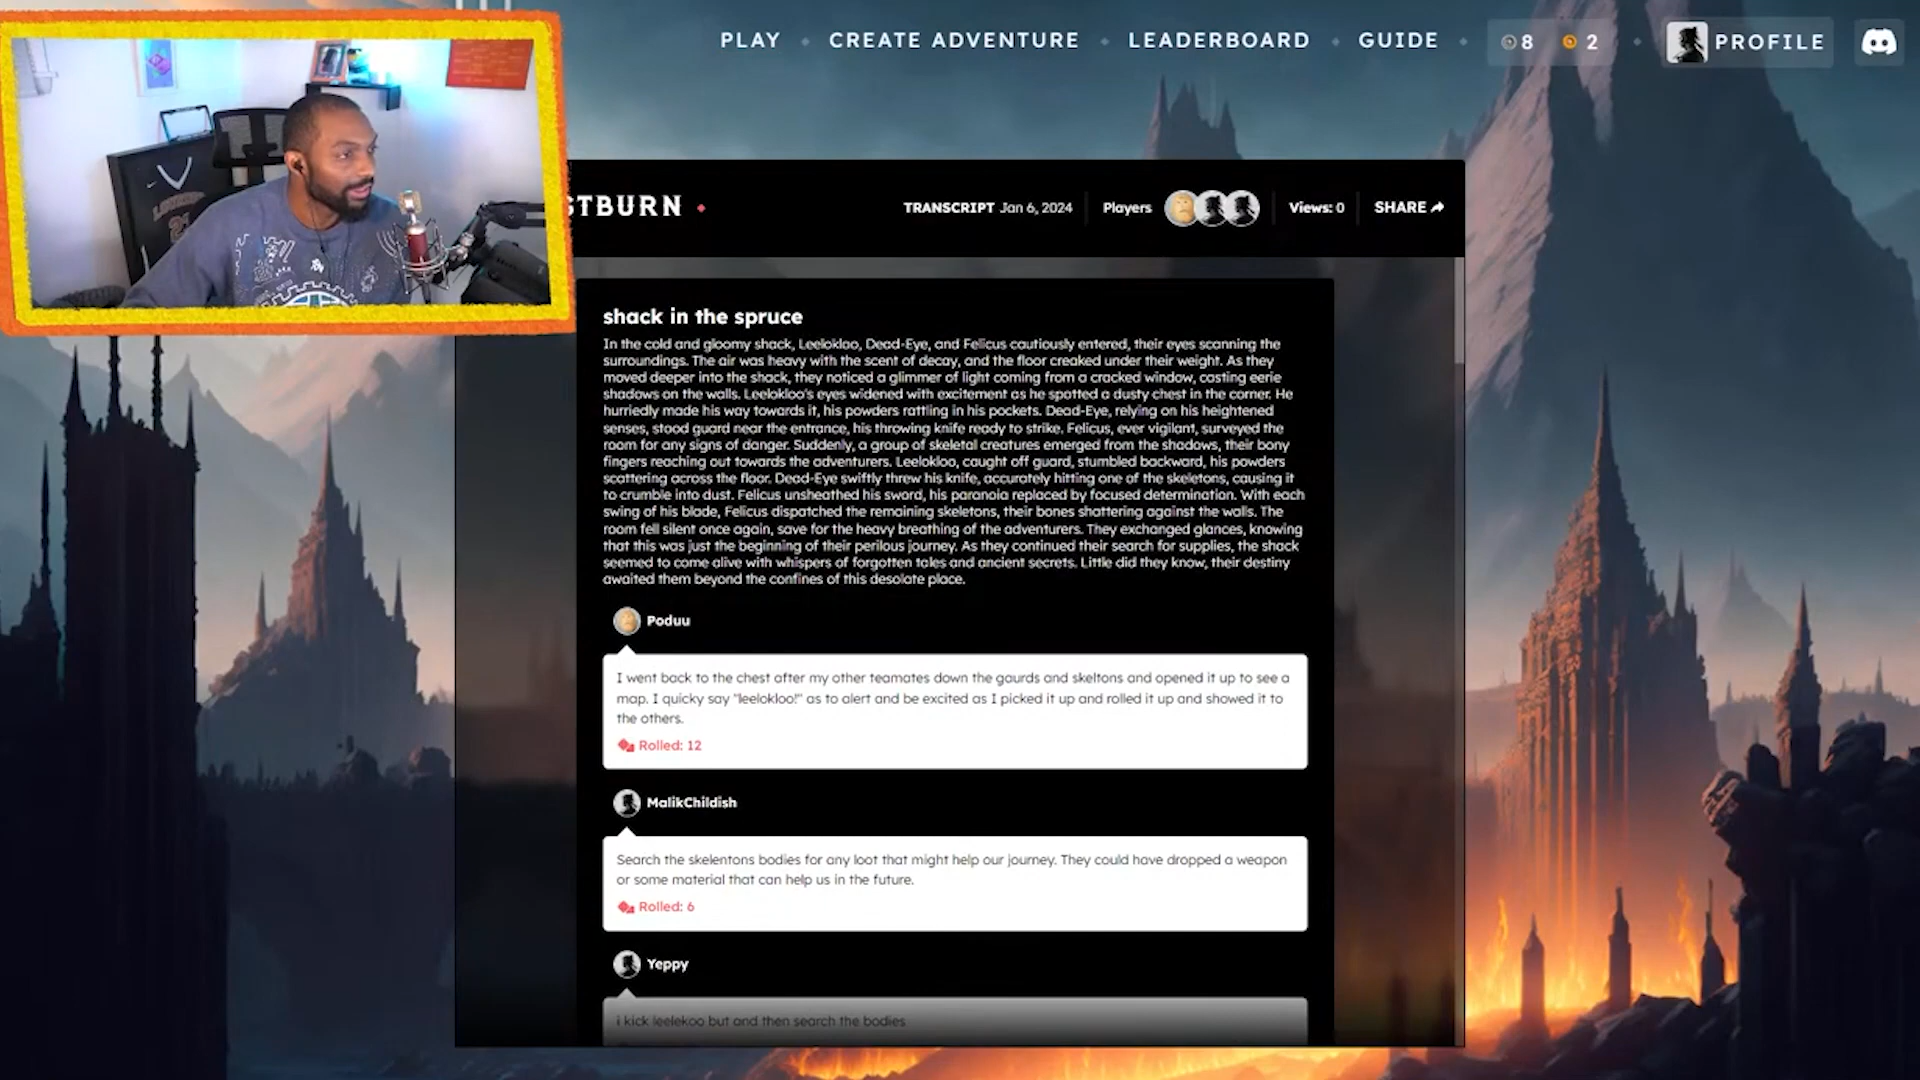 PLAY CREATE ADVENTURE LEADERBOARD GUIDE 8 2 PROFILE
STBURN TRANSCRIPT Jan 6, 2024 Players Views: 0 SHARE
shack in the spruce
In the cold and gloomy shack, Leelokloo, Dead-Eye, and Felicus cautiously entered, their eyes scanning the
surroundings. The air was heavy with the scent of decay, and the floor creaked under their weight. As they
moved deeper into the shack, they noticed a glimmer of light coming from a cracked window, casting eerie
shadows on the walls. Leelokloo's eyes widened with excitement as he spotted a dusty chest in the corner. He
hurriedly made his way towards it, his powders rattling in his pockets. Dead-Eye, relying on his heightened
senses, stood guard near the entrance, his throwing knife ready to strike. Felicus, ever vigilant, surveyed the
room for any signs of danger. Suddenly, a group of skeletal creatures emerged from the shadows, their bony
fingers reaching out towards the adventurers. Leelokloo, caught off guard, stumbled backward, his powders
scattering across the floor. Dead-Eye swiftly threw his knife, accurately hitting one of the skeletons, causing it
to crumble into dust. Felicus unsheathed his sword, his paranoia replaced by focused determination. With each
swing of his blade, Felicus dispatched the remaining skeletons, their bones shattering against the walls. The
room fell silent once again, save for the heavy breathing of the adventurers. They exchanged glances, knowing
that this was just the beginning of their perilous journey. As they continued their search for supplies, the shack
seemed to come alive with whispers of forgotten tales and ancient secrets. Little did they know, their destiny
awaited them beyond the confines of this desolate place.
Poduu
I went back to the chest after my other teamates down the gaurds and skeltons and opened it up to see a
map. I quicky say "leelokloo!" as to alert and be excited as I picked it up and rolled it up and showed it to
the others.
Rolled: 12
MalikChildish
Search the skelentons bodies for any loot that might help our journey. They could have dropped a weapon
or some material that can help us in the future.
Rolled: 6
Yeppy
i kick leelekoo but and then search the bodies